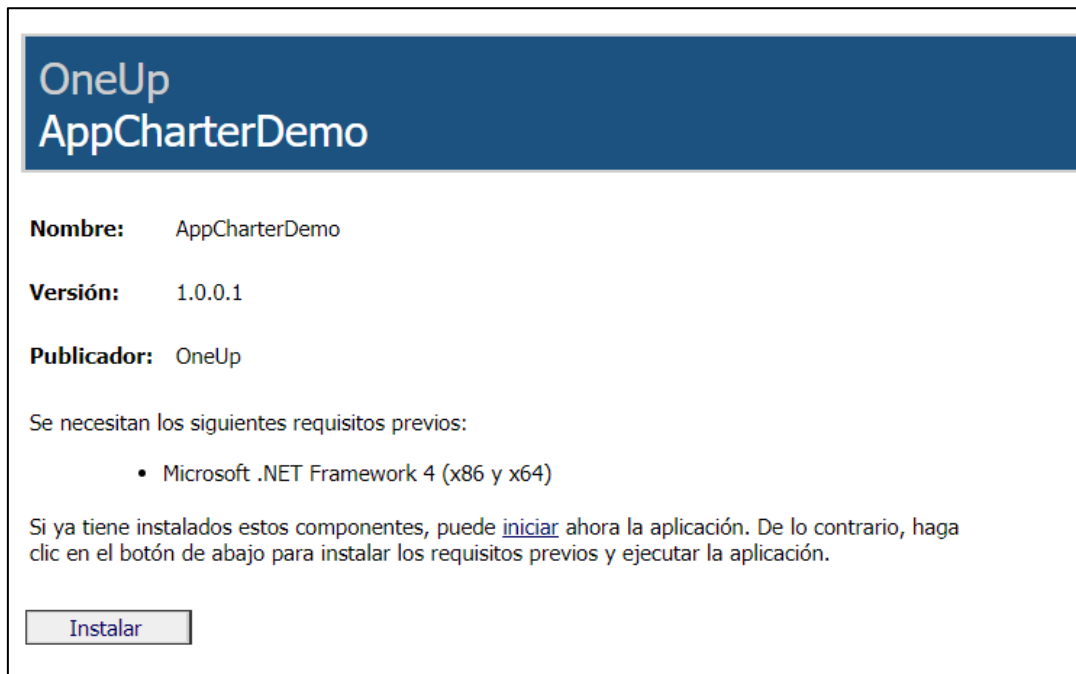 OneUp
AppCharterDemo
Nombre: AppCharterDemo
Versión: 1.0.0.1
Publicador: OneUp
Se necesitan los siguientes requisitos previos:
• Microsoft .NET Framework 4 (x86 y x64)
Si ya tiene instalados estos componentes, puede iniciar ahora la aplicación. De lo contrario, haga
clic en el botón de abajo para instalar los requisitos previos y ejecutar la aplicación.
Instalar